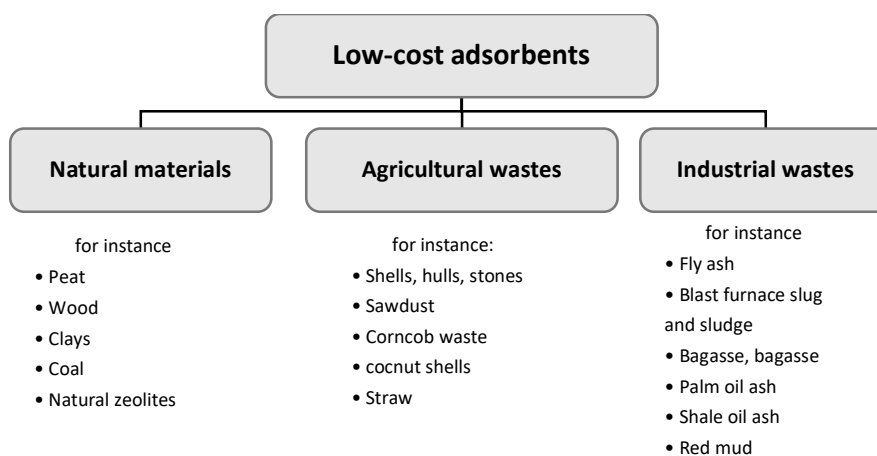 Low-cost adsorbents
Natural materials
for instance
• Peat
• Wood
• Clays
• Coal
• Natural zeolites
Agricultural wastes
for instance:
• Shells, hulls, stones
• Sawdust
• Corncob waste
• cocnut shells
• Straw
Industrial wastes
for instance
• Fly ash
• Blast furnace slug
and sludge
• Bagasse, bagasse
• Palm oil ash
• Shale oil ash
• Red mud